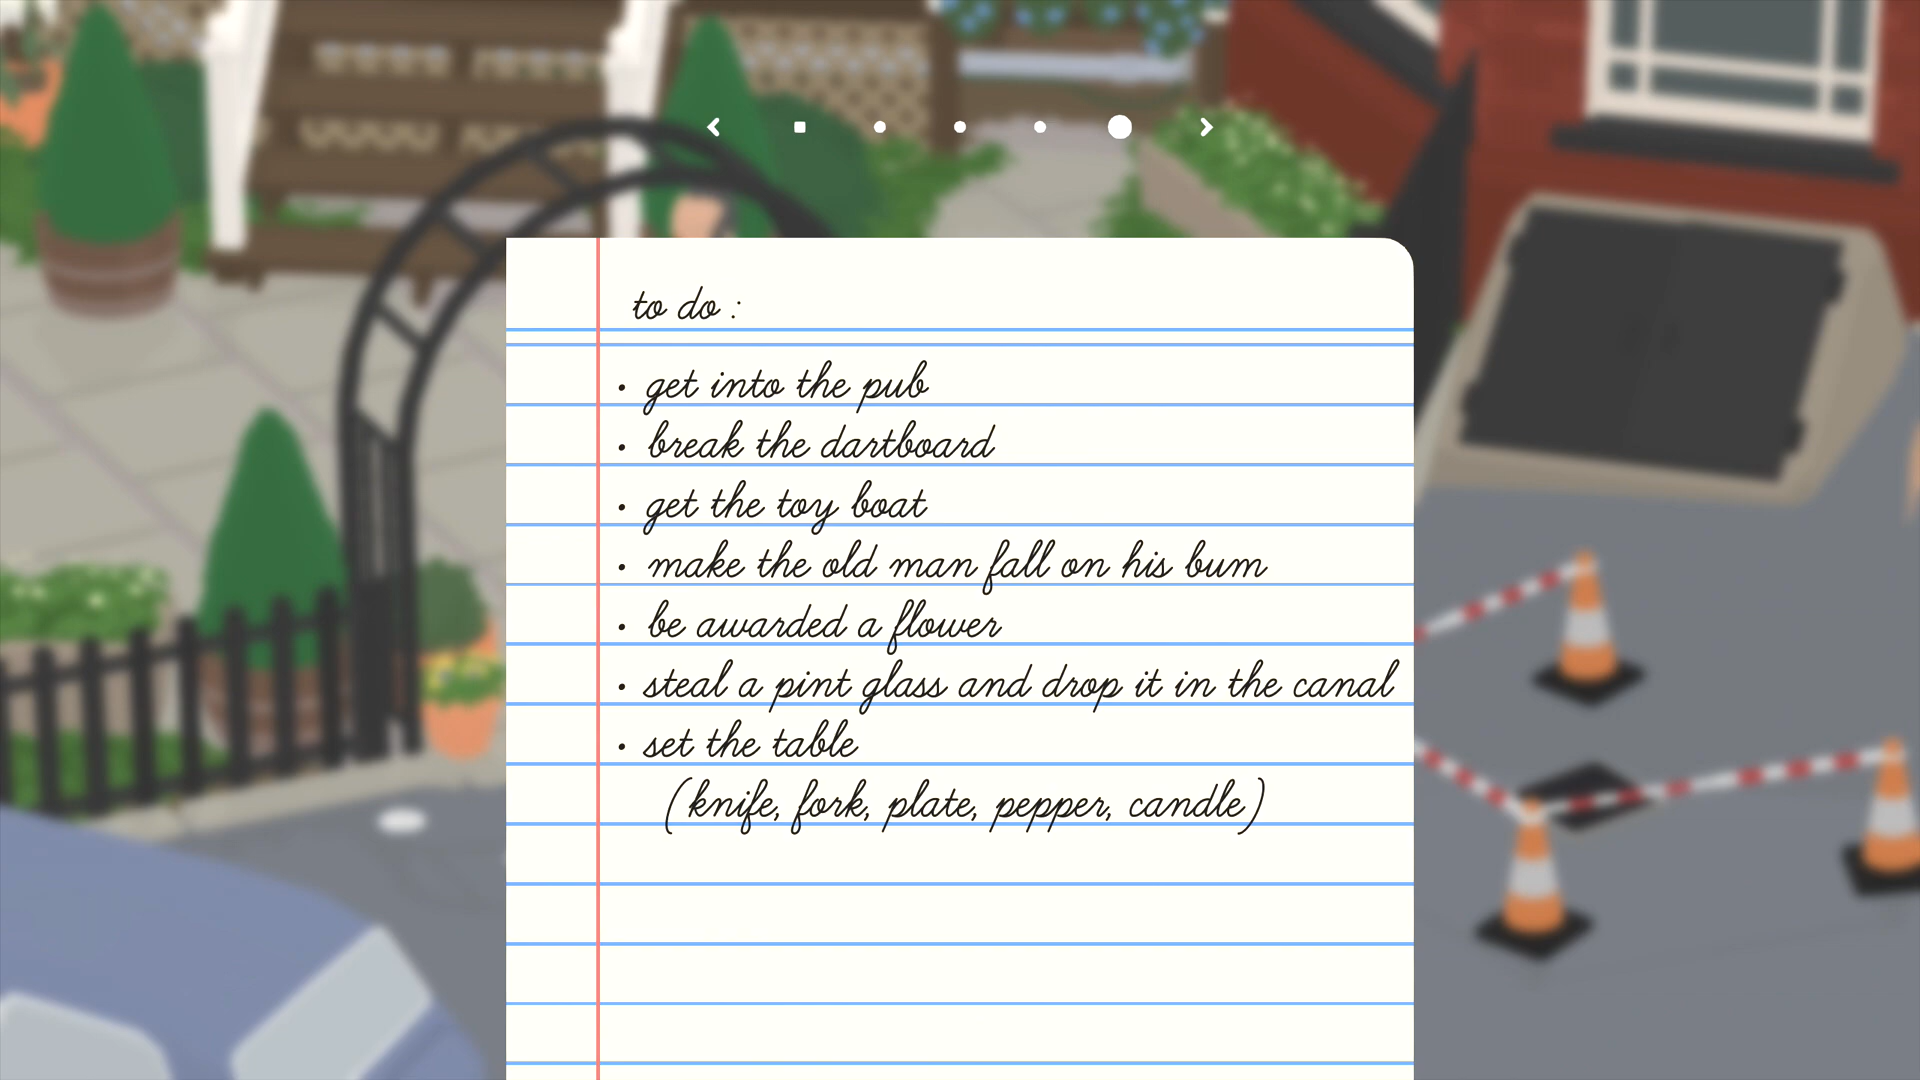 to do :
• get into the pub
• break the dartboard
• get the toy boat
• make the old man fall on his bum
• be awarded a flower
• steal a pint glass and drop it in the canal
• set the table
(knife, fork, plate, pepper, candle)